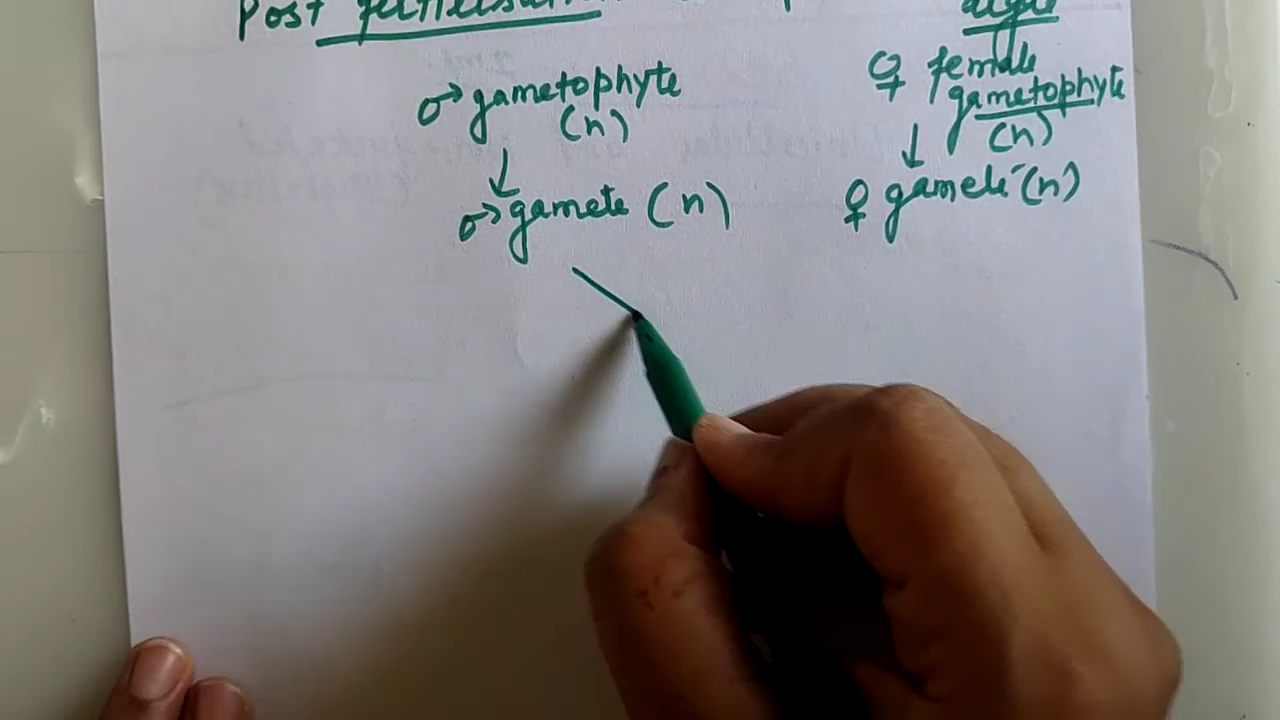 Post
algae
♂ gametophyte
(n)
↓
♂ gamete (n)
♀ female
gametophyte
(n)
↓
♀ gamete (n)